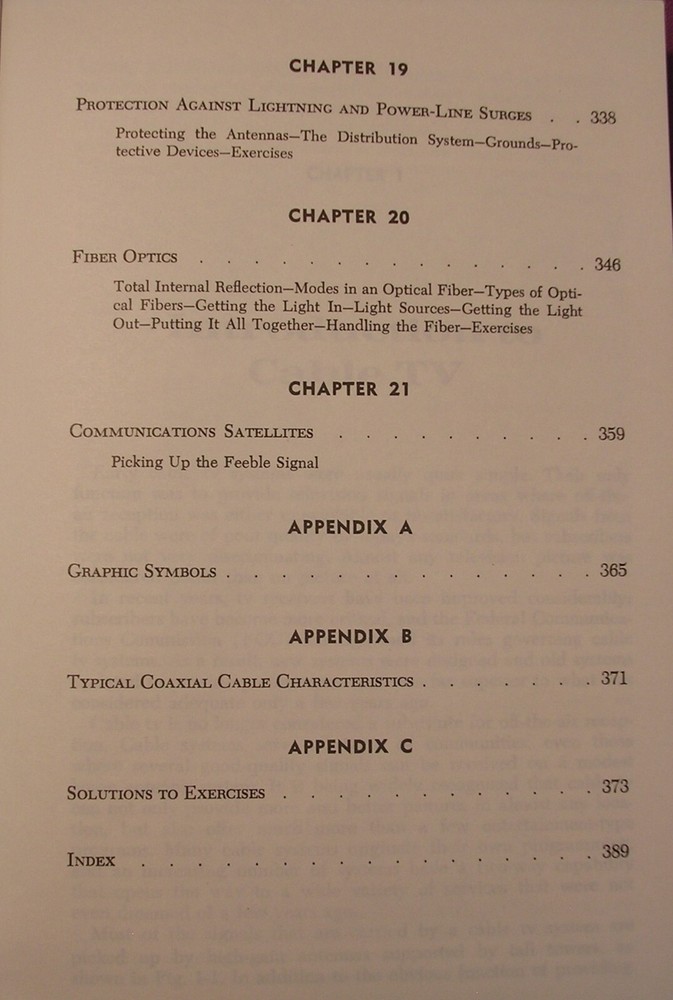 CHAPTER 19
PROTECTION AGAINST LIGHTNING AND POWER-LINE SURGES . . 338
Protecting the Antennas—The Distribution System—Grounds—Pro-
tective Devices—Exercises
CHAPTER 20
FIBER OPTICS . . . . . . . . . . . . . . . 346
Total Internal Reflection—Modes in an Optical Fiber—Types of Opti-
cal Fibers—Getting the Light In—Light Sources—Getting the Light
Out—Putting It All Together—Handling the Fiber—Exercises
CHAPTER 21
COMMUNICATIONS SATELLITES . . . . . . . . . . 359
Picking Up the Feeble Signal
APPENDIX A
GRAPHIC SYMBOLS . . . . . . . . . . . . . . 365
APPENDIX B
TYPICAL COAXIAL CABLE CHARACTERISTICS . . . . . . . 371
APPENDIX C
SOLUTIONS TO EXERCISES . . . . . . . . . . . . 373
INDEX . . . . . . . . . . . . . . . . . 389